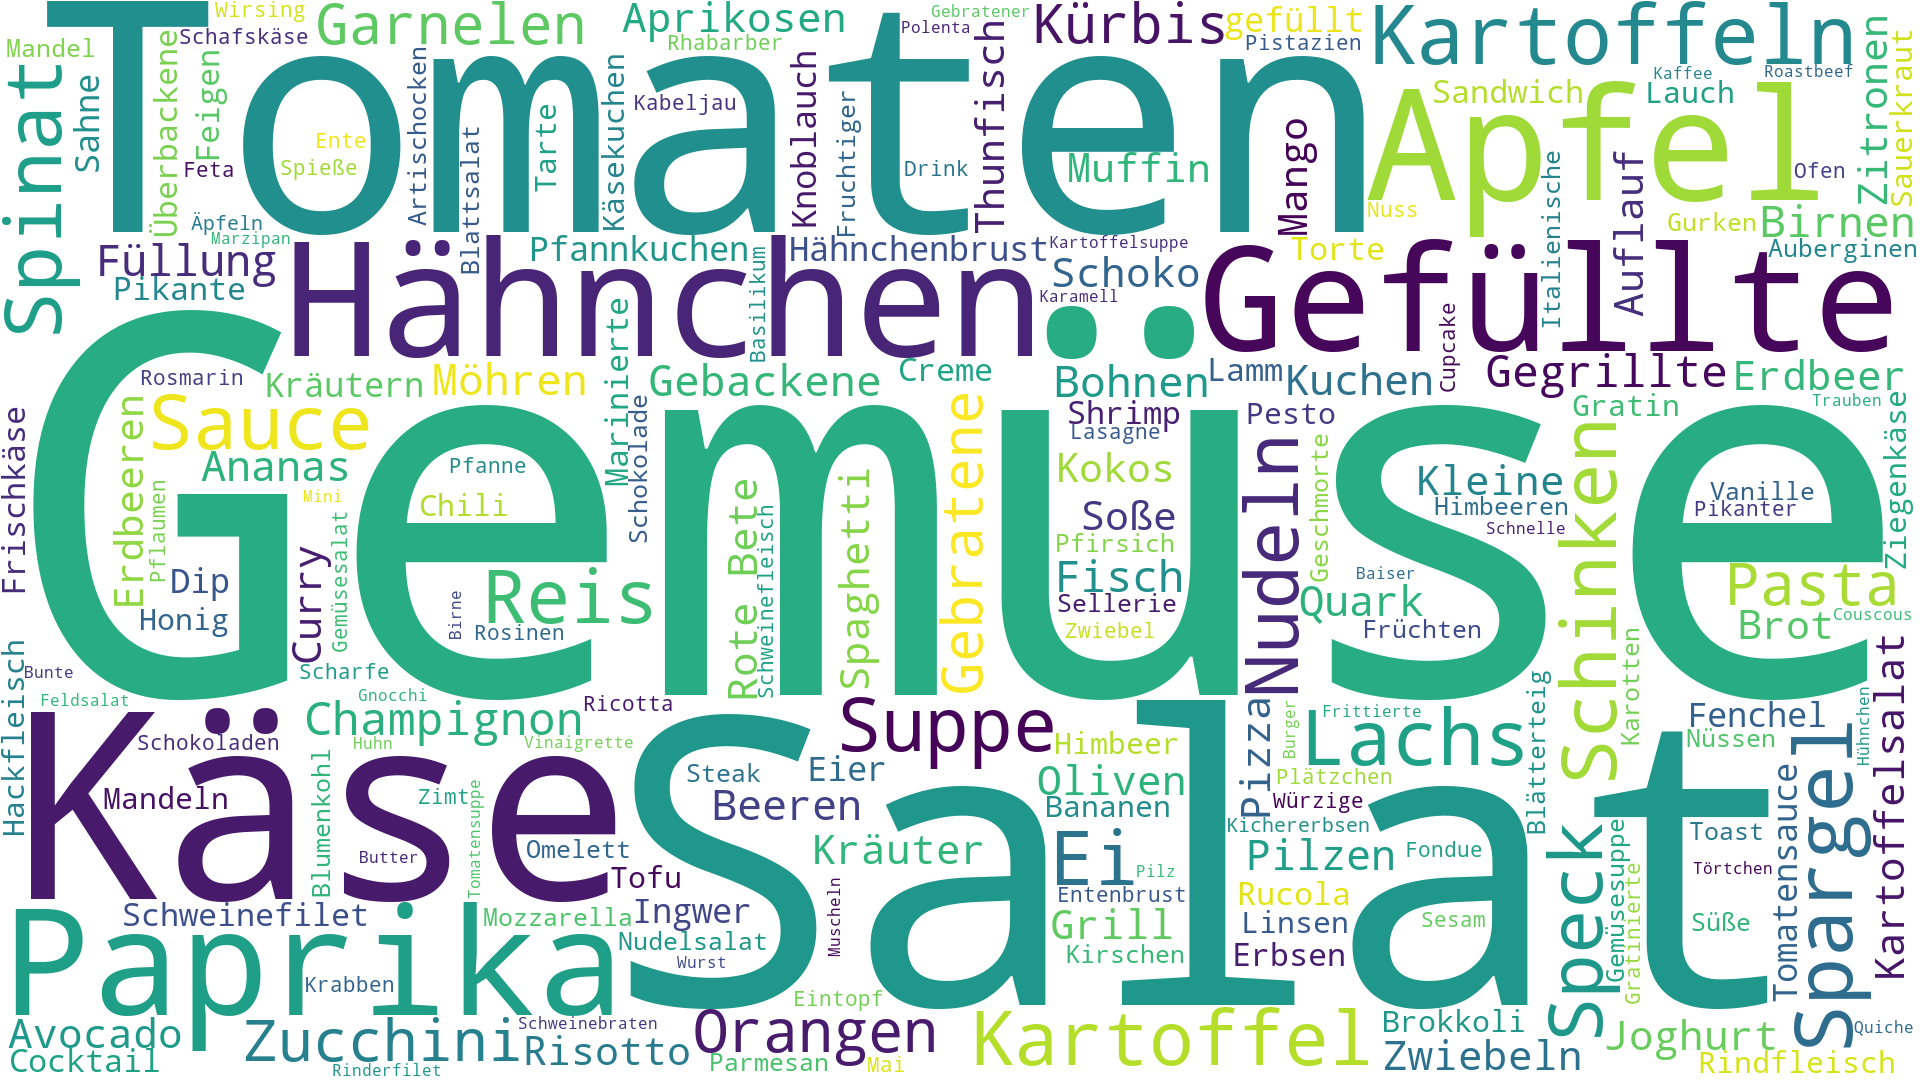 Tomaten
Wirsing
Garnelen
Aprikosen
Gebratener
Polenta
Kürbis
gefüllt
Kartoffeln
Mandel
Schafskäse
Rhabarber
Pistazien
Kaffee
Roastbeef
Spinat
Sahne
Überbackene
Feigen
Artischocken
Blattsalat
Tarte
Käsekuchen
Kabeljau
Knoblauch
Fruchtiger
Thunfisch
Sandwich
Lauch
Zitronen
Sauerkraut
Ente
Spieße
Feta
Drink
Muffin
Mango
Apfel
Ofen
Italienische
Auflauf
Äpfeln
Marzipan
Nuss
Gurken
Birnen
Füllung
Pikante
Hähnchen
Pfannkuchen
Hähnchenbrust
Kartoffelsuppe
Schoko
Karamell
Torte
Gefüllte
Auberginen
Basilikum
Marinierte
Cupcake
Gemüse
Rosmarin
Kräutern
Möhren
Gebackene
Creme
Bohnen
Lamm
Kuchen
Gegrillte
Erdbeer
Trauben
Frischkäse
Erdbeeren
Sauce
Schokolade
Shrimp
Pesto
Gratin
Ziegenkäse
Ananas
Pfanne
Lasagne
Kokos
Kleine
Himbeeren
Vanille
Pikanter
Mini
Chili
Soße
Schnelle
Pflaumen
Pfirsich
Geschmorte
Nudeln
Schinken
Gebratene
Spaghetti
Rote Bete
Schweinefleisch
Dip
Honig
Curry
Gemüsesalat
Reis
Fisch
Baiser
Quark
Pasta
Brot
Couscous
Birne
Rosinen
Sellerie
Zwiebel
Früchten
Bunte
Scharfe
Feldsalat
Gnocchi
Ricotta
Karotten
Kartoffelsalat
Hackfleisch
Käse
Schokoladen
Champignon
Huhn
Vinaigrette
Salat
Suppe
Himbeer
Pizza
Burger
Frittierte
Lachs
Blätterteig
Fenchel
Nüssen
Hühnchen
Mandeln
Blumenkohl
Zimt
Tomatensuppe
Steak
Eier
Oliven
Plätzchen
Beeren
Bananen
Würzige
Kichererbsen
Spargel
Tomatensauce
Toast
Butter
Omelett
Tofu
Kräuter
Ei
Pilz
Pilzen
Fondue
Speck
Gemüsesuppe
Törtchen
Paprika
Schweinefilet
Mozzarella
Ingwer
Muscheln
Entenbrust
Rucola
Gratinierte
Nudelsalat
Wurst
Grill
Kirschen
Linsen
Erbsen
Sesam
Süße
Krabben
Eintopf
Avocado
Cocktail
Zucchini
Rinderfilet
Schweinebraten
Risotto
Orangen
Parmesan
Mai
Kartoffel
Brokkoli
Zwiebeln
Joghurt
Quiche
Rindfleisch